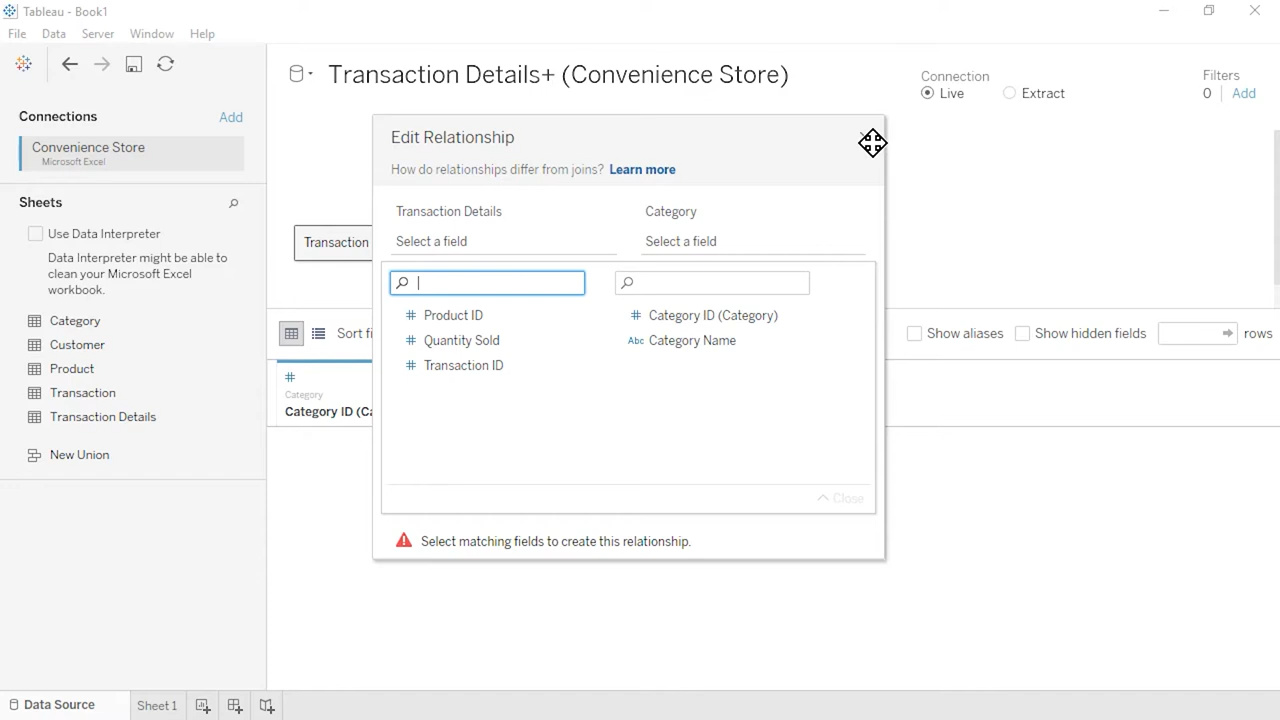 Tableau - Book1
File Data Server Window Help
Connections Add
Convenience Store
Microsoft Excel
Sheets
Use Data Interpreter
Data Interpreter might be able to
clean your Microsoft Excel
workbook.
Category
Customer
Product
Transaction
Transaction Details
New Union
Transaction Details+ (Convenience Store)
Connection
Live Extract
Filters
0 Add
Transaction
Edit Relationship
How do relationships differ from joins? Learn more
Transaction Details Category
Select a field Select a field
# Product ID # Category ID (Category)
# Quantity Sold Abc Category Name
# Transaction ID
Close
Select matching fields to create this relationship.
Sort fi Show aliases Show hidden fields rows
#
Category
Category ID (Ca
Data Source Sheet 1